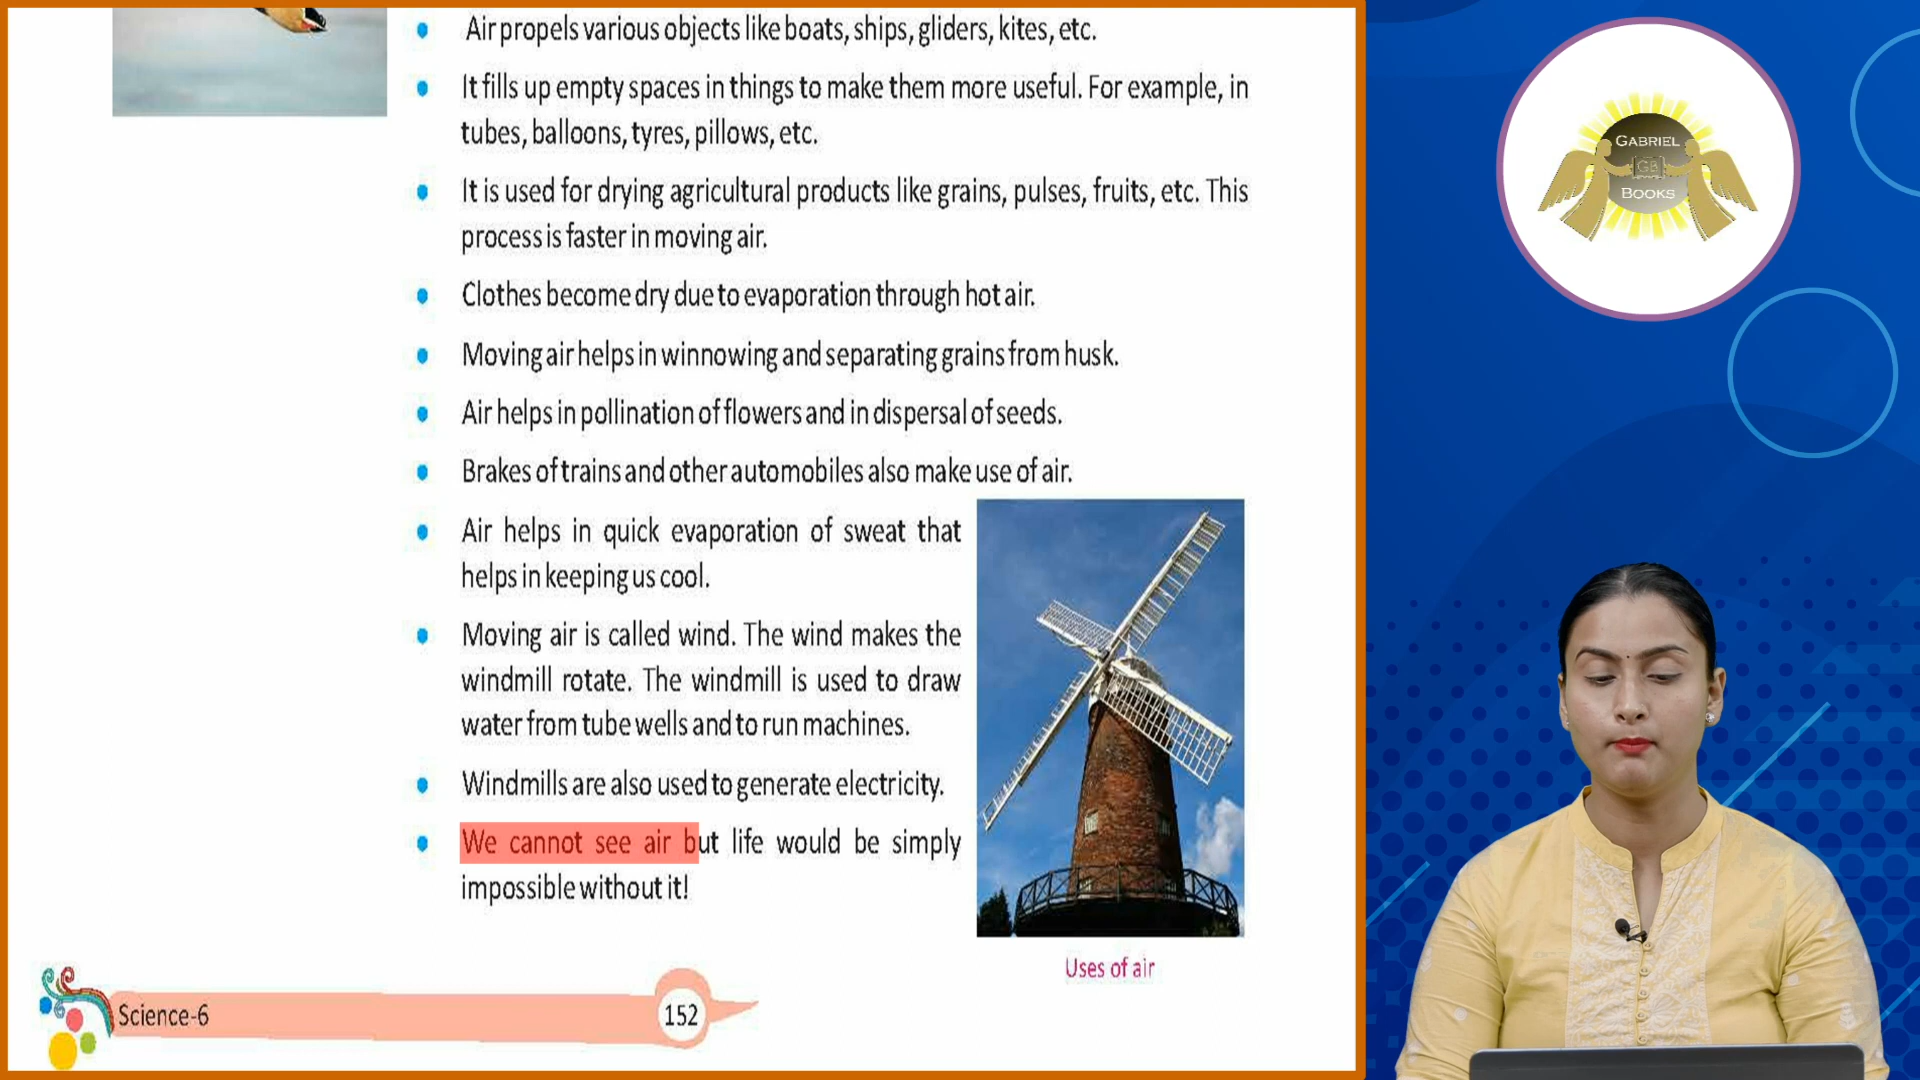 Air propels various objects like boats, ships, gliders, kites, etc.
It fills up empty spaces in things to make them more useful. For example, in
tubes, balloons, tyres, pillows, etc.
It is used for drying agricultural products like grains, pulses, fruits, etc. This
process is faster in moving air.
Clothes become dry due to evaporation through hot air.
Moving air helps in winnowing and separating grains from husk.
Air helps in pollination of flowers and in dispersal of seeds.
Brakes of trains and other automobiles also make use of air.
Air helps in quick evaporation of sweat that
helps in keeping us cool.
Moving air is called wind. The wind makes the
windmill rotate. The windmill is used to draw
water from tube wells and to run machines.
Windmills are also used to generate electricity.
We cannot see air but life would be simply
impossible without it!
Uses of air
Science-6
152
GABRIEL
GB
BOOKS